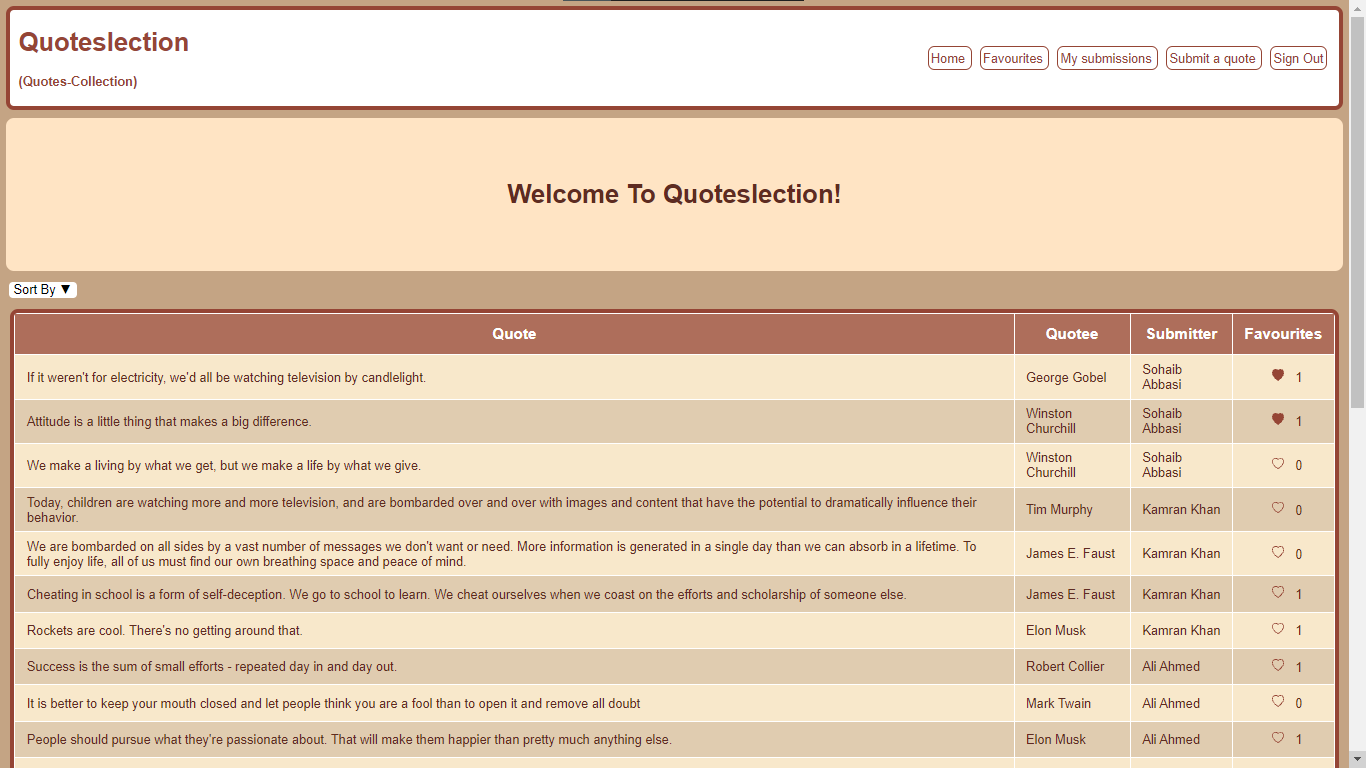 Quoteslection
(Quotes-Collection)
Home Favourites My submissions Submit a quote Sign Out
Welcome To Quoteslection!
Sort By ▼
Quote Quotee Submitter Favourites
If it weren't for electricity, we'd all be watching television by candlelight. George Gobel Sohaib Abbasi 1
Attitude is a little thing that makes a big difference. Winston Churchill Sohaib Abbasi 1
We make a living by what we get, but we make a life by what we give. Winston Churchill Sohaib Abbasi 0
Today, children are watching more and more television, and are bombarded over and over with images and content that have the potential to dramatically influence their
behavior. Tim Murphy Kamran Khan 0
We are bombarded on all sides by a vast number of messages we don't want or need. More information is generated in a single day than we can absorb in a lifetime. To
fully enjoy life, all of us must find our own breathing space and peace of mind. James E. Faust Kamran Khan 0
Cheating in school is a form of self-deception. We go to school to learn. We cheat ourselves when we coast on the efforts and scholarship of someone else. James E. Faust Kamran Khan 1
Rockets are cool. There's no getting around that. Elon Musk Kamran Khan 1
Success is the sum of small efforts - repeated day in and day out. Robert Collier Ali Ahmed 1
It is better to keep your mouth closed and let people think you are a fool than to open it and remove all doubt Mark Twain Ali Ahmed 0
People should pursue what they're passionate about. That will make them happier than pretty much anything else. Elon Musk Ali Ahmed 1